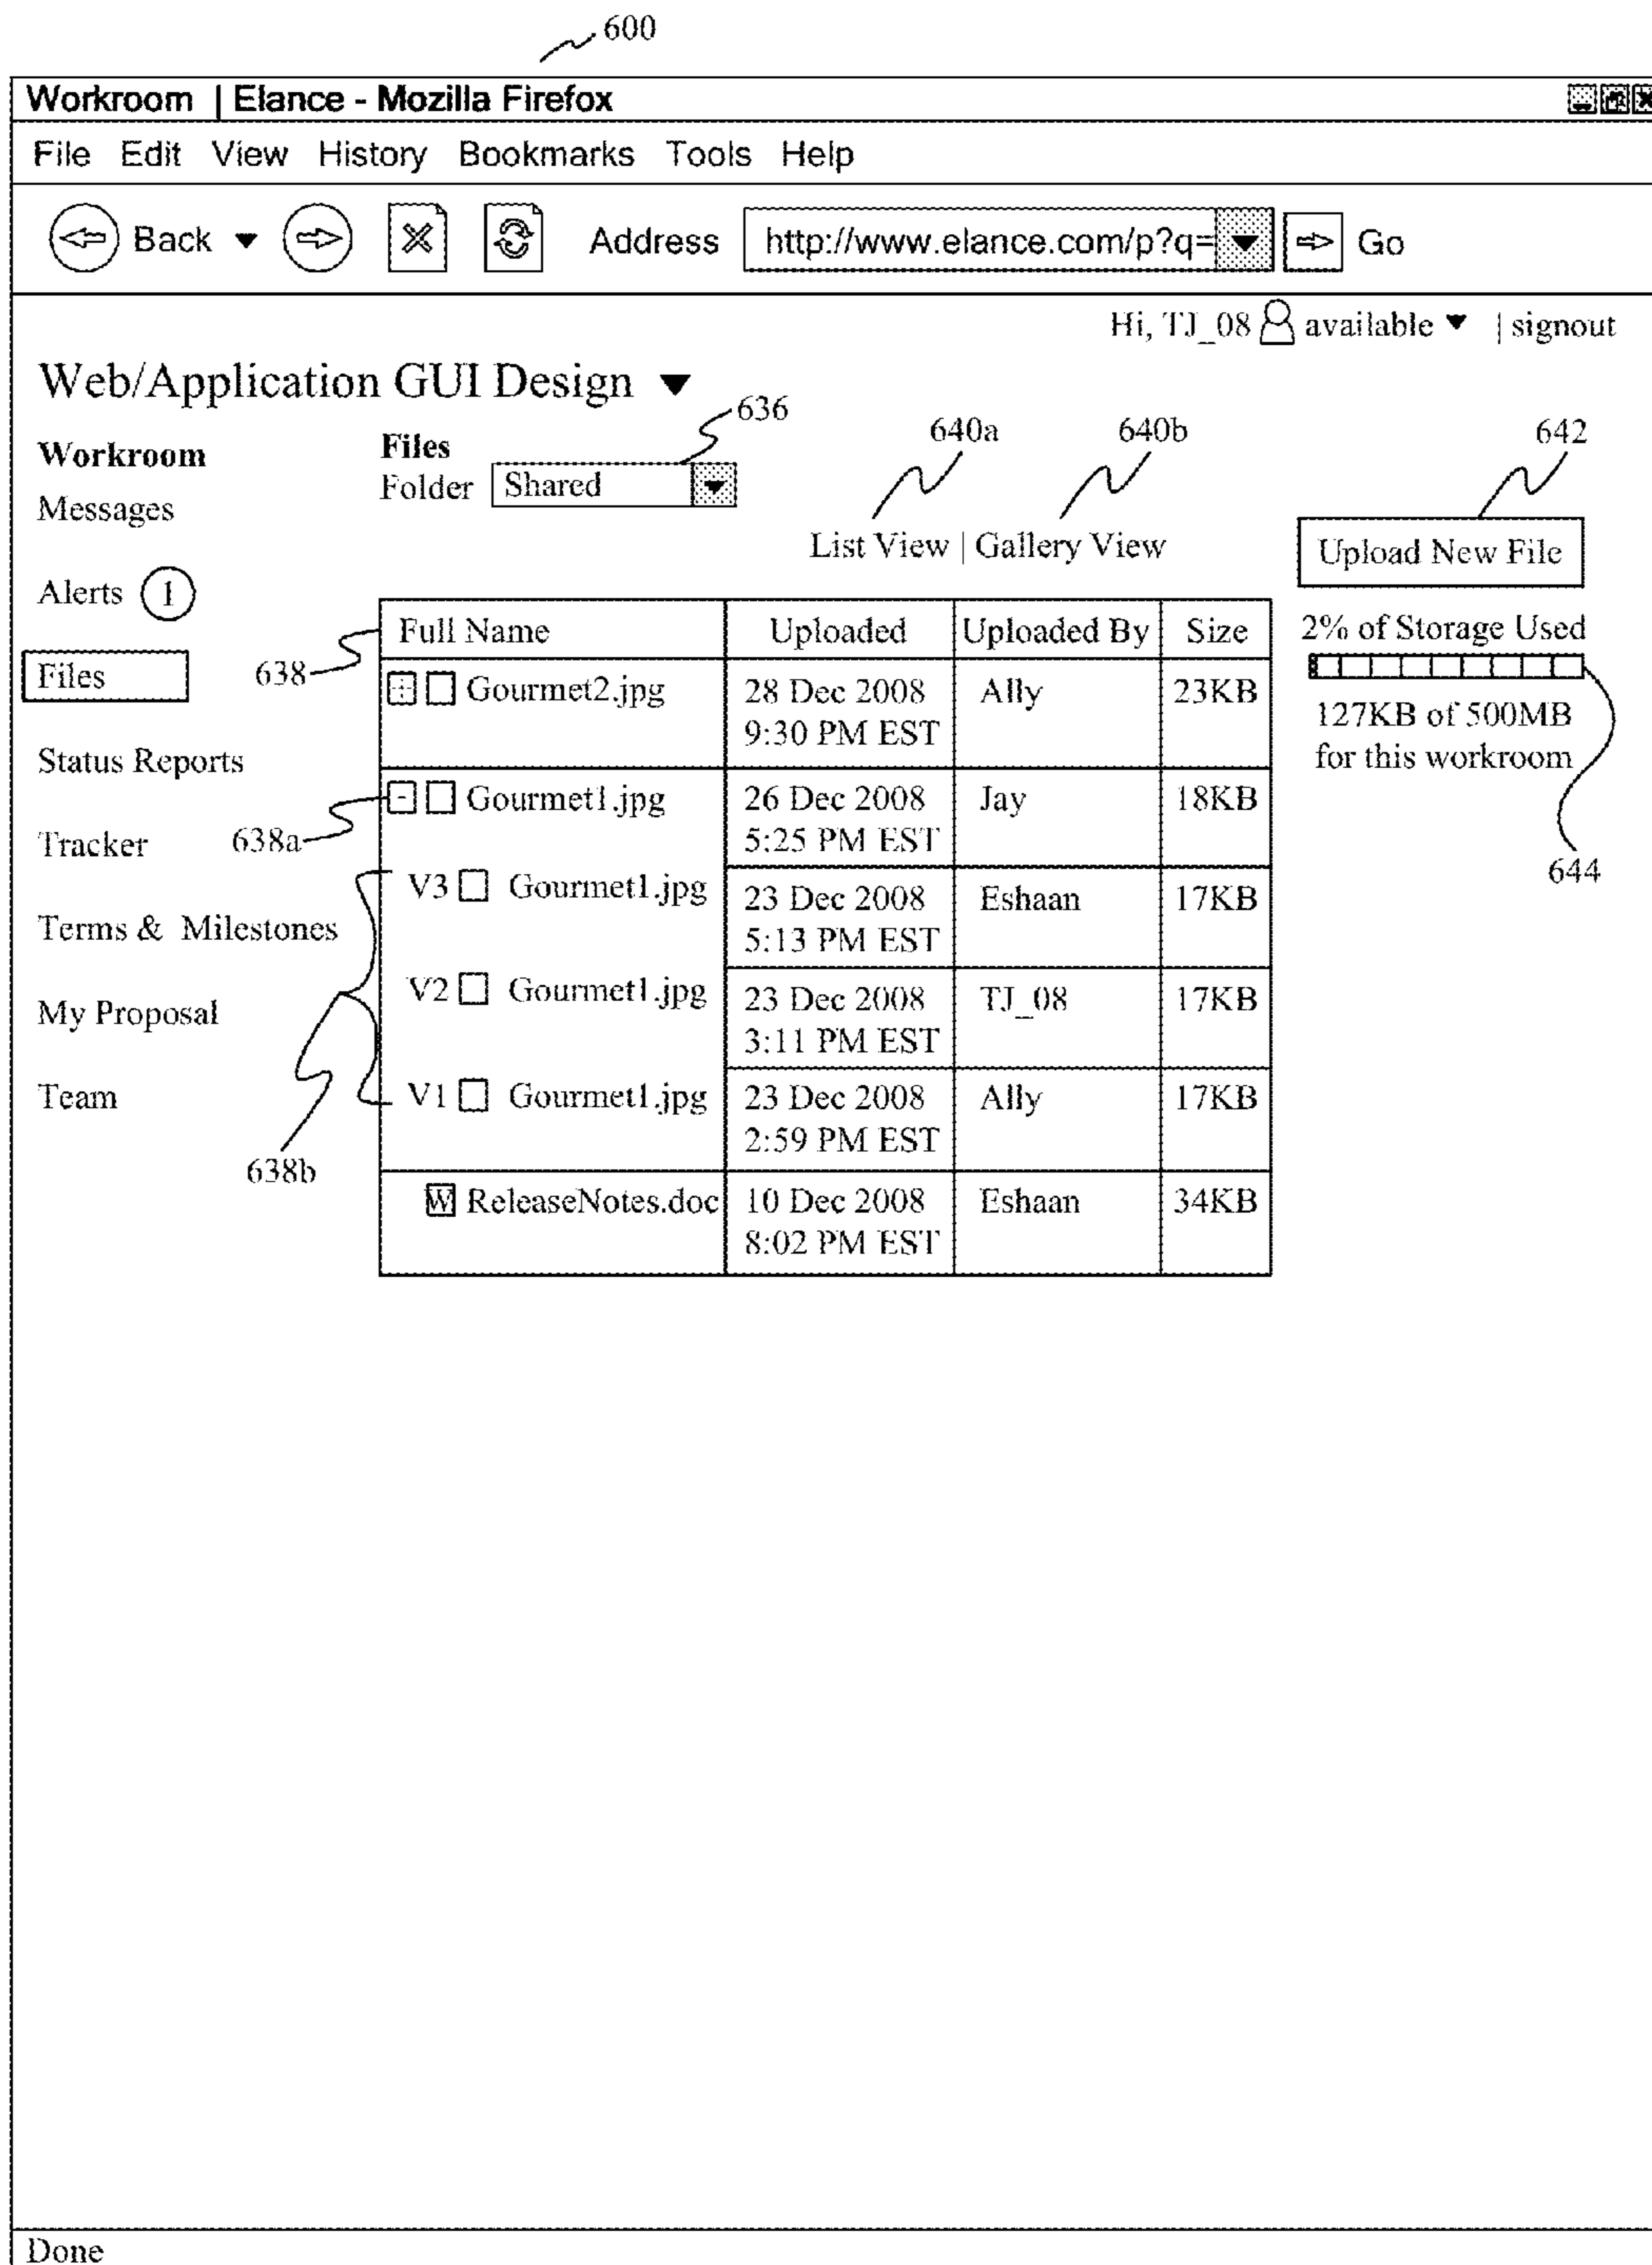 600
Workroom | Elance - Mozilla Firefox
File Edit View History Bookmarks Tools Help
Back Address http://www.elance.com/p?q= Go
Hi, TJ_08 available | signout
Web/Application GUI Design
636
640a 640b 642
Workroom
Files
Folder Shared
Messages
List View | Gallery View
Upload New File
Alerts 1
638
Full Name Uploaded Uploaded By Size
2% of Storage Used
Files
+ Gourmet2.jpg 28 Dec 2008 Ally 23KB
9:30 PM EST
127KB of 500MB
for this workroom
Status Reports
- Gourmet1.jpg 26 Dec 2008 Jay 18KB
5:25 PM EST
Tracker
638a
644
V3 Gourmet1.jpg 23 Dec 2008 Eshaan 17KB
5:13 PM EST
Terms & Milestones
V2 Gourmet1.jpg 23 Dec 2008 TJ_08 17KB
3:11 PM EST
My Proposal
V1 Gourmet1.jpg 23 Dec 2008 Ally 17KB
2:59 PM EST
Team
638b
W ReleaseNotes.doc 10 Dec 2008 Eshaan 34KB
8:02 PM EST
Done